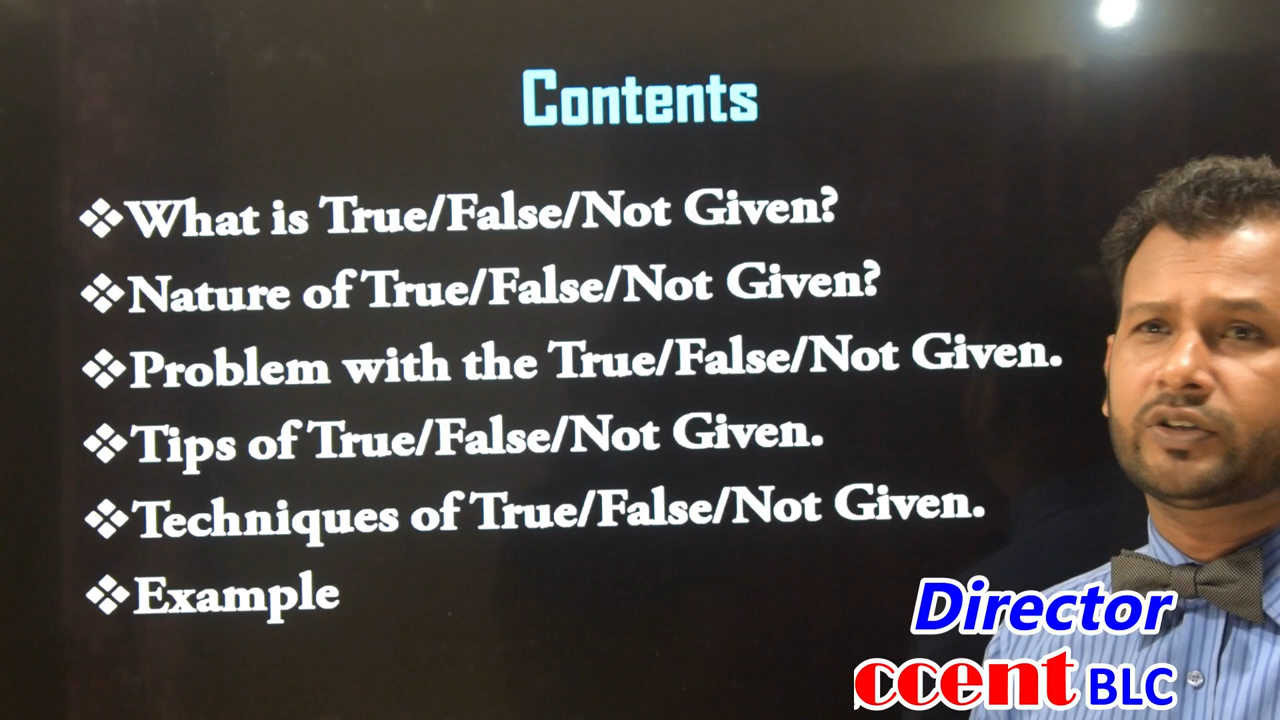 Contents
❖What is True/False/Not Given?
❖Nature of True/False/Not Given?
❖Problem with the True/False/Not Given.
❖Tips of True/False/Not Given.
❖Techniques of True/False/Not Given.
❖Example
Director
ccent BLC